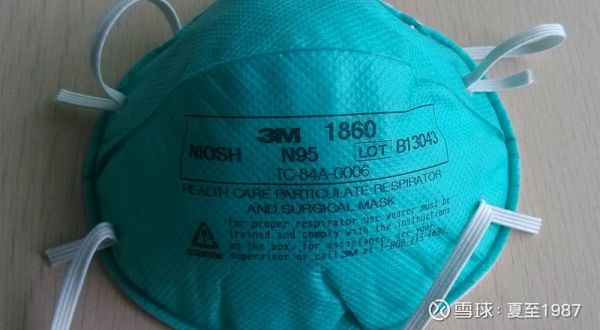 3M 1860
NIOSH N95 LOT B13043
TC-84A-0006
HEALTH CARE PARTICULATE RESPIRATOR
AND SURGICAL MASK
For proper respirator use wearer must be
trained and comply with the instructions
on the box. For assistance, see your
supervisor or call 3M at
雪球:夏至1987